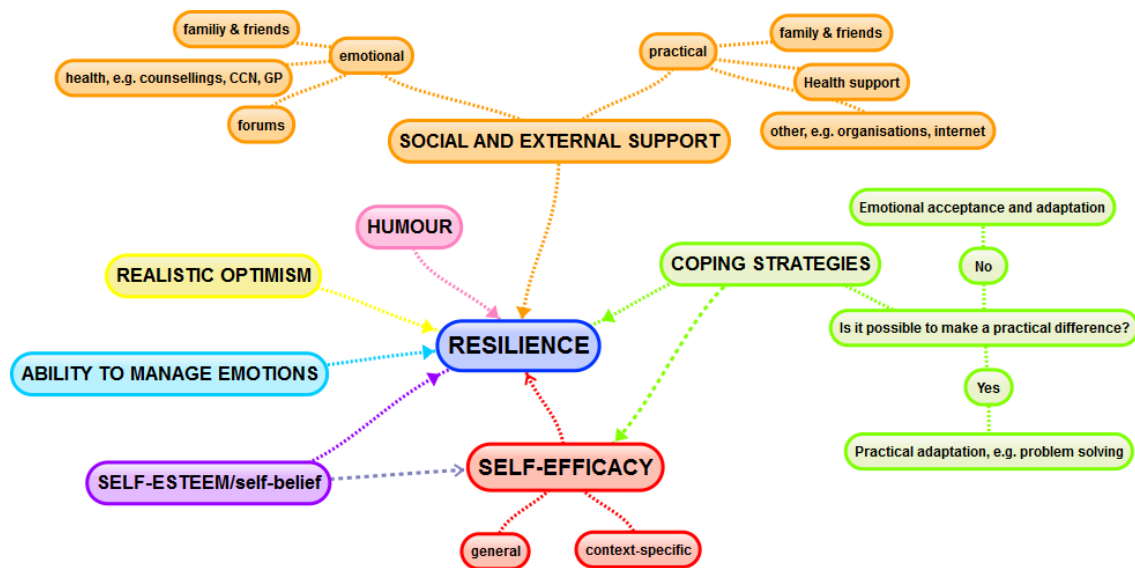 familiy & friends
emotional
health, e.g. counsellings, CCN, GP
forums
practical
family & friends
Health support
other, e.g. organisations, internet
SOCIAL AND EXTERNAL SUPPORT
HUMOUR
REALISTIC OPTIMISM
ABILITY TO MANAGE EMOTIONS
SELF-ESTEEM/self-belief
RESILIENCE
SELF-EFFICACY
general
context-specific
COPING STRATEGIES
Emotional acceptance and adaptation
No
Is it possible to make a practical difference?
Yes
Practical adaptation, e.g. problem solving